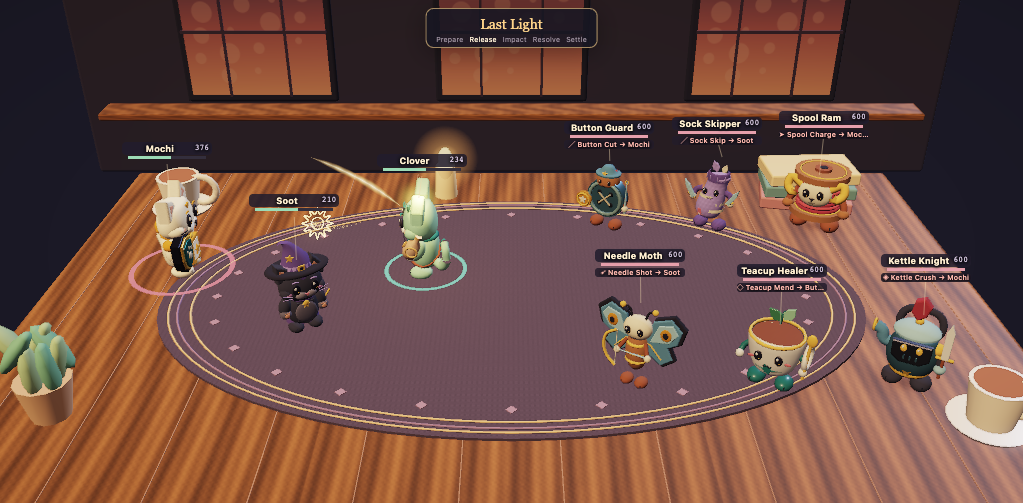 Last Light
Prepare Release Impact Resolve Settle
Mochi 376
Soot 210
Clover 234
Button Guard 600
Button Cut → Mochi
Sock Skipper 600
Sock Skip → Soot
Spool Ram 600
Spool Charge → Moc...
Needle Moth 600
Needle Shot → Soot
Teacup Healer 600
Teacup Mend → But...
Kettle Knight 600
Kettle Crush → Mochi